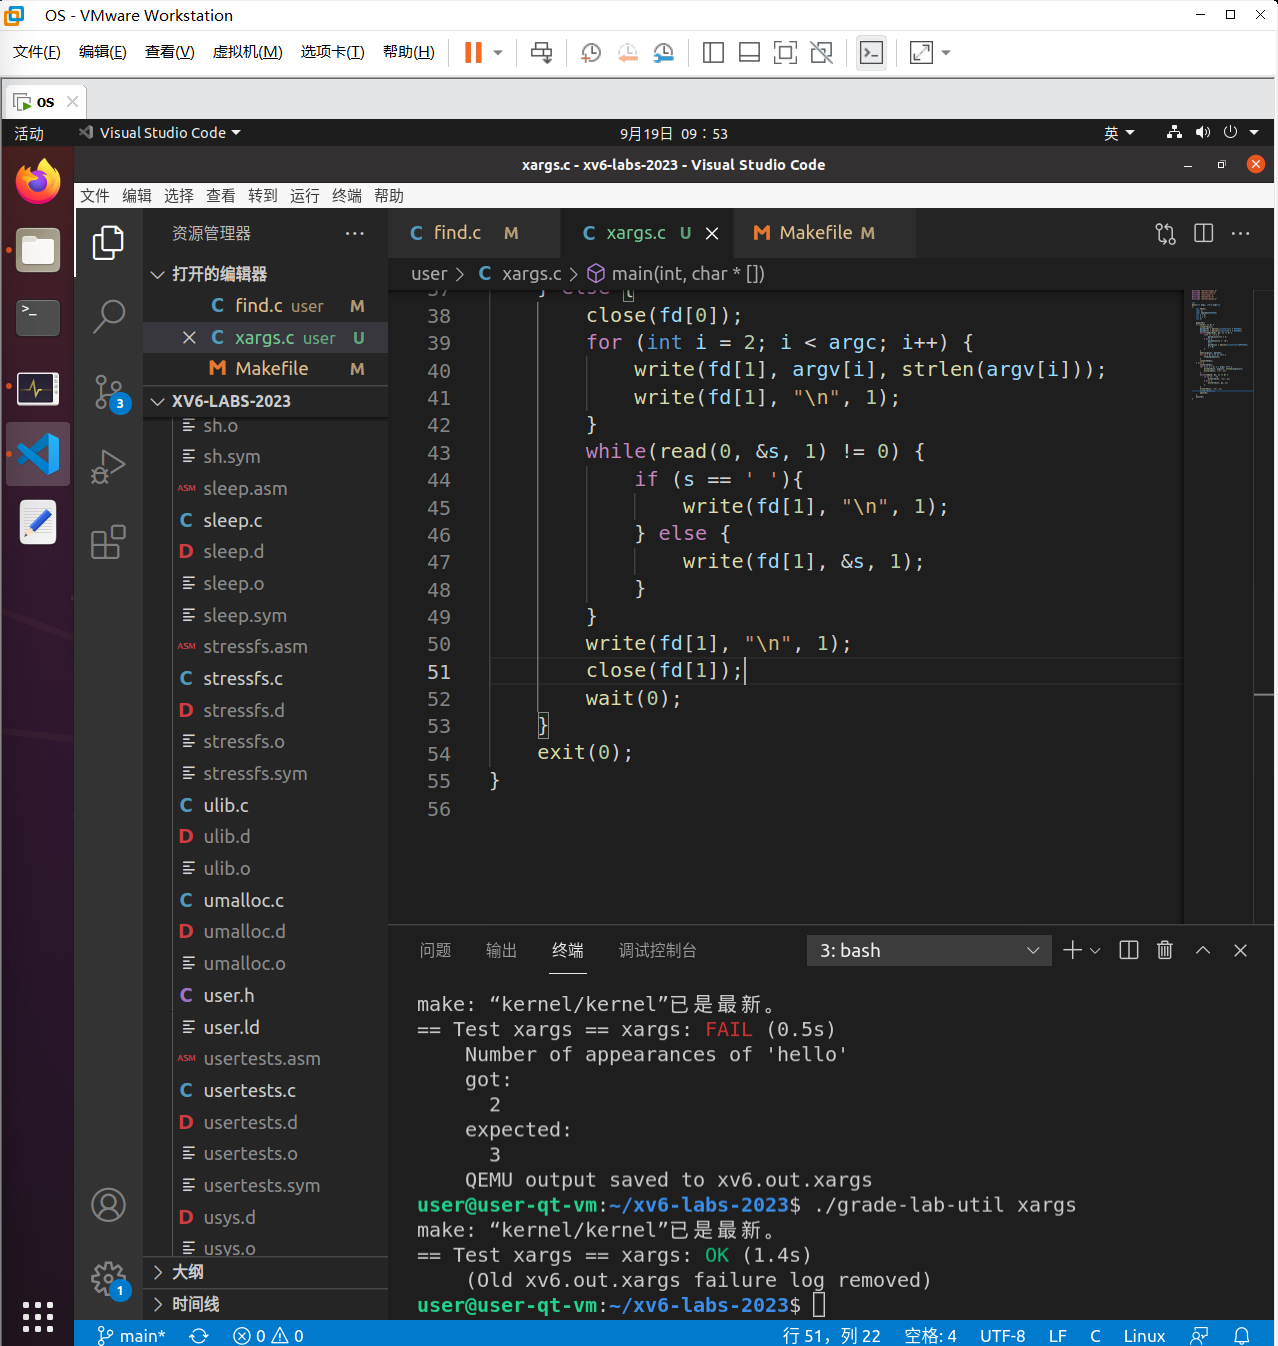 OS - VMware Workstation
文件(F) 编辑(E) 查看(V) 虚拟机(M) 选项卡(T) 帮助(H)
OS
活动 Visual Studio Code 9月19日 09：53 英
xargs.c - xv6-labs-2023 - Visual Studio Code
文件 编辑 选择 查看 转到 运行 终端 帮助
资源管理器 ···
打开的编辑器
C find.c user M
C xargs.c user U
M Makefile M
XV6-LABS-2023
sh.o
sh.sym
ASM sleep.asm
C sleep.c
D sleep.d
sleep.o
sleep.sym
ASM stressfs.asm
C stressfs.c
D stressfs.d
stressfs.o
stressfs.sym
C ulib.c
D ulib.d
ulib.o
C umalloc.c
D umalloc.d
umalloc.o
C user.h
user.ld
ASM usertests.asm
C usertests.c
D usertests.d
usertests.o
usertests.sym
D usys.d
usys.o
大纲
时间线
3
1
C find.c M C xargs.c U M Makefile M
user > C xargs.c > main(int, char * [])
37 } else {
38 close(fd[0]);
39 for (int i = 2; i < argc; i++) {
40 write(fd[1], argv[i], strlen(argv[i]));
41 write(fd[1], "\n", 1);
42 }
43 while(read(0, &s, 1) != 0) {
44 if (s == ' '){
45 write(fd[1], "\n", 1);
46 } else {
47 write(fd[1], &s, 1);
48 }
49 }
50 write(fd[1], "\n", 1);
51 close(fd[1]);
52 wait(0);
53 }
54 exit(0);
55 }
56
问题 输出 终端 调试控制台 3: bash
make: “kernel/kernel”已是最新。
== Test xargs == xargs: FAIL (0.5s)
Number of appearances of 'hello'
got:
2
expected:
3
QEMU output saved to xv6.out.xargs
user@user-qt-vm:~/xv6-labs-2023$ ./grade-lab-util xargs
make: “kernel/kernel”已是最新。
== Test xargs == xargs: OK (1.4s)
(Old xv6.out.xargs failure log removed)
user@user-qt-vm:~/xv6-labs-2023$
main* 0 0 行 51，列 22 空格: 4 UTF-8 LF C Linux